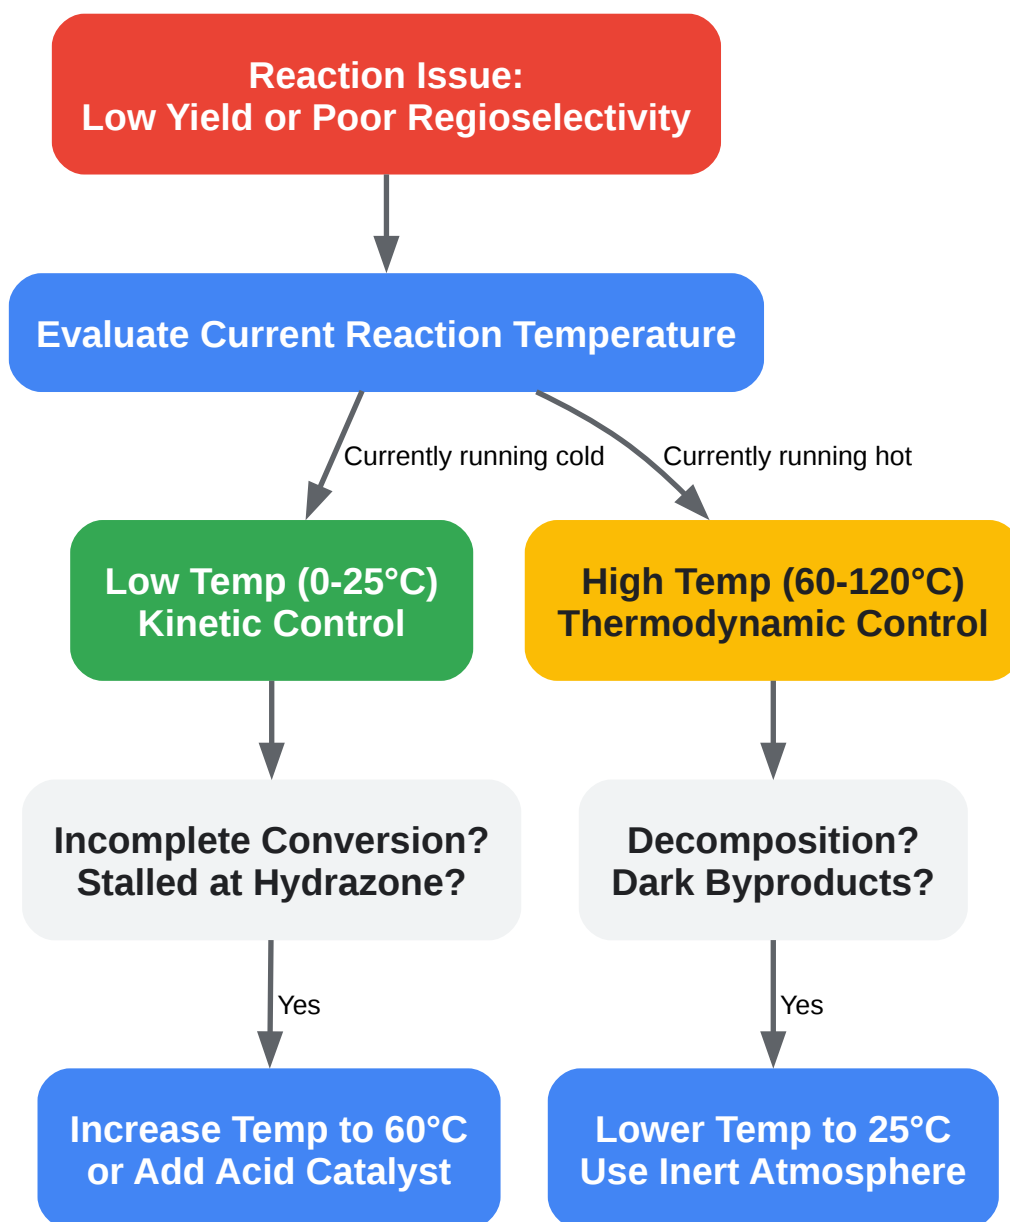 Reaction Issue:
Low Yield or Poor Regioselectivity
Evaluate Current Reaction Temperature
Currently running cold
Currently running hot
Low Temp (0-25°C)
Kinetic Control
High Temp (60-120°C)
Thermodynamic Control
Incomplete Conversion?
Stalled at Hydrazone?
Decomposition?
Dark Byproducts?
Yes
Yes
Increase Temp to 60°C
or Add Acid Catalyst
Lower Temp to 25°C
Use Inert Atmosphere